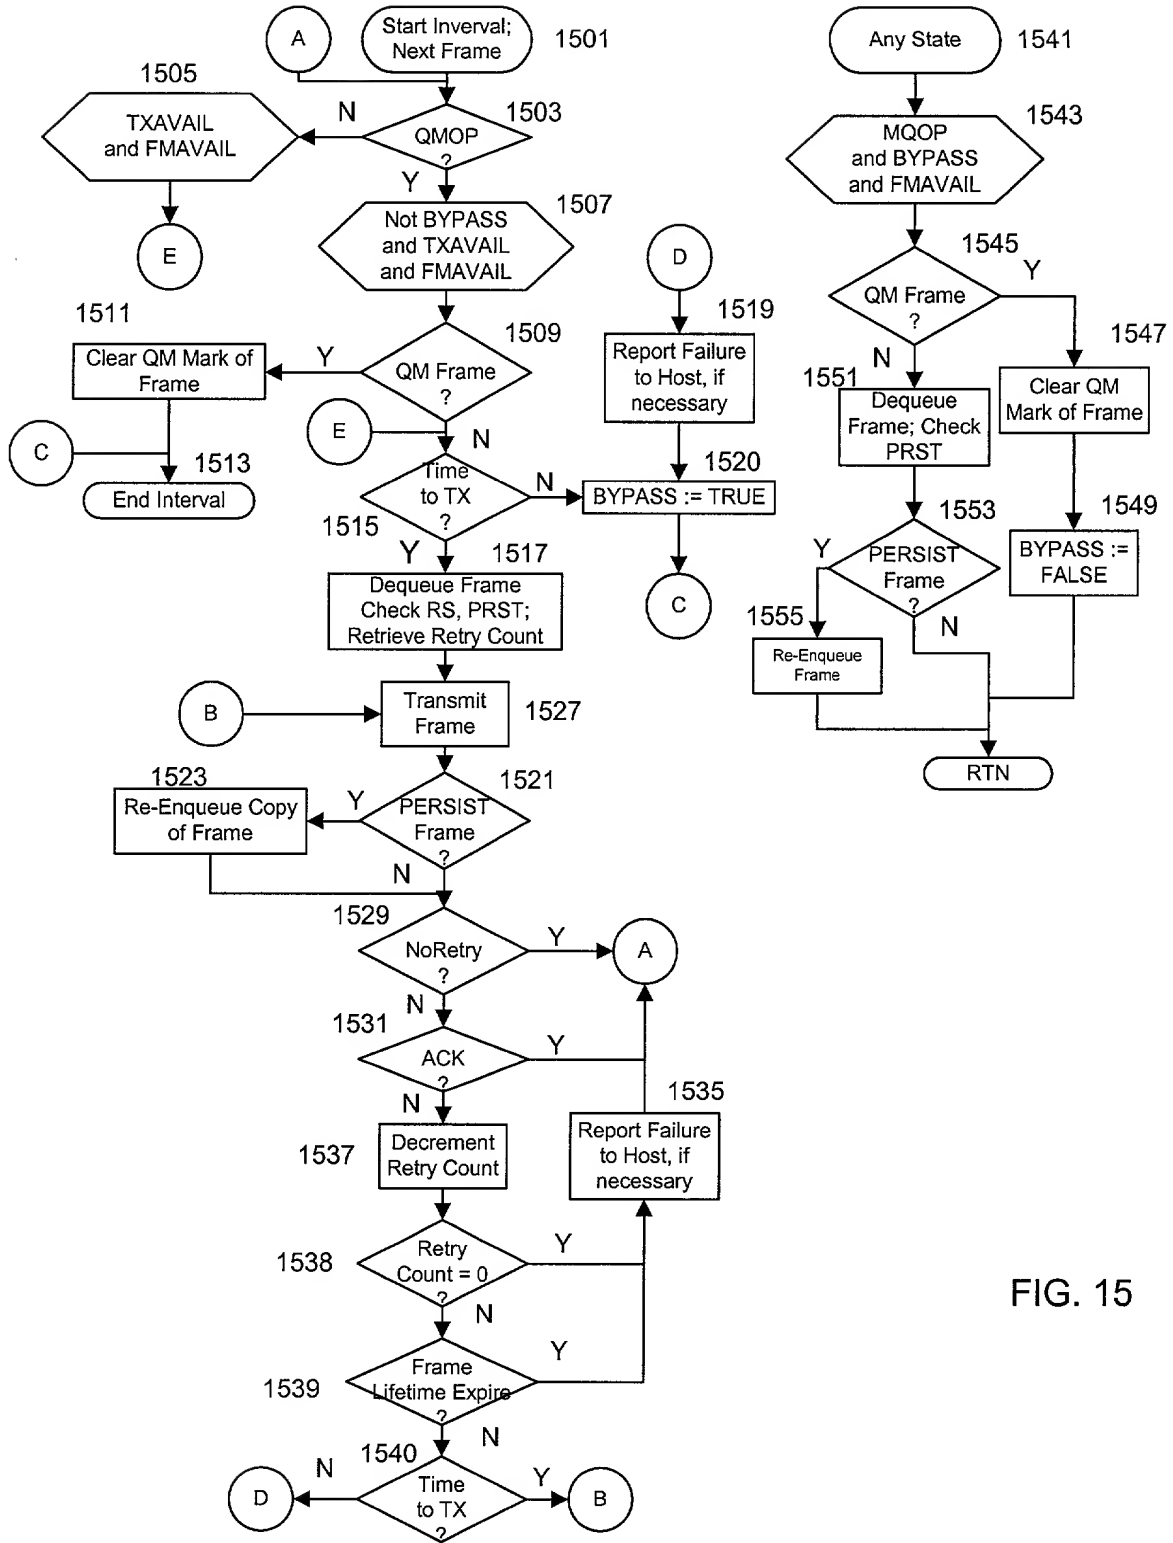 A
Start Inverval;
Next Frame
1501
Any State
1541
1505
TXAVAIL
and FMAVAIL
N
1503
QMOP
?
Y
E
1507
Not BYPASS
and TXAVAIL
and FMAVAIL
1543
MQOP
and BYPASS
and FMAVAIL
D
1545
QM Frame
?
Y
N
1511
Clear QM Mark of
Frame
Y
1509
QM Frame
?
N
1519
Report Failure
to Host, if
necessary
1547
Clear QM
Mark of Frame
1551
Dequeue
Frame; Check
PRST
E
C
1513
End Interval
Time
to TX
?
1515
N
Y
1520
BYPASS := TRUE
C
1553
PERSIST
Frame
?
Y
N
1549
BYPASS :=
FALSE
1517
Dequeue Frame
Check RS, PRST;
Retrieve Retry Count
1555
Re-Enqueue
Frame
RTN
B
Transmit
Frame
1527
1523
Re-Enqueue Copy
of Frame
Y
1521
PERSIST
Frame
?
N
1529
NoRetry
?
Y
N
A
1531
ACK
?
Y
N
1535
Report Failure
to Host, if
necessary
1537
Decrement
Retry Count
1538
Retry
Count = 0
?
Y
N
FIG. 15
1539
Frame
Lifetime Expire
?
Y
N
1540
Time
to TX
?
N
Y
D
B